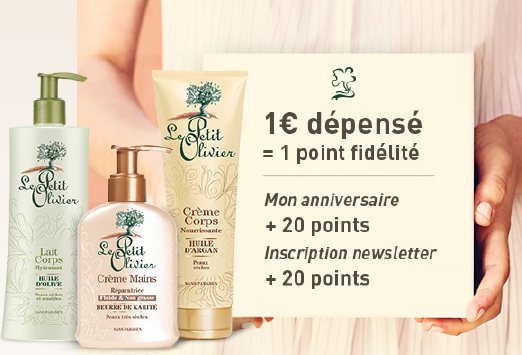 Le Petit
Olivier
Lait
Corps
Hydratant
HUILE
D'OLIVE
Peaux sèches
et sensibles
SANS PARABEN
Le Petit
Olivier
Crème Mains
Réparatrice
Fluide & Non grasse
BEURRE DE KARITÉ
Peaux très sèches
SANS PARABEN
Le Petit
Olivier
Crème
Corps
Nourrissante
HUILE
D'ARGAN
Peaux
sèches
SANS PARABEN
1€ dépensé
= 1 point fidélité
Mon anniversaire
+ 20 points
Inscription newsletter
+ 20 points